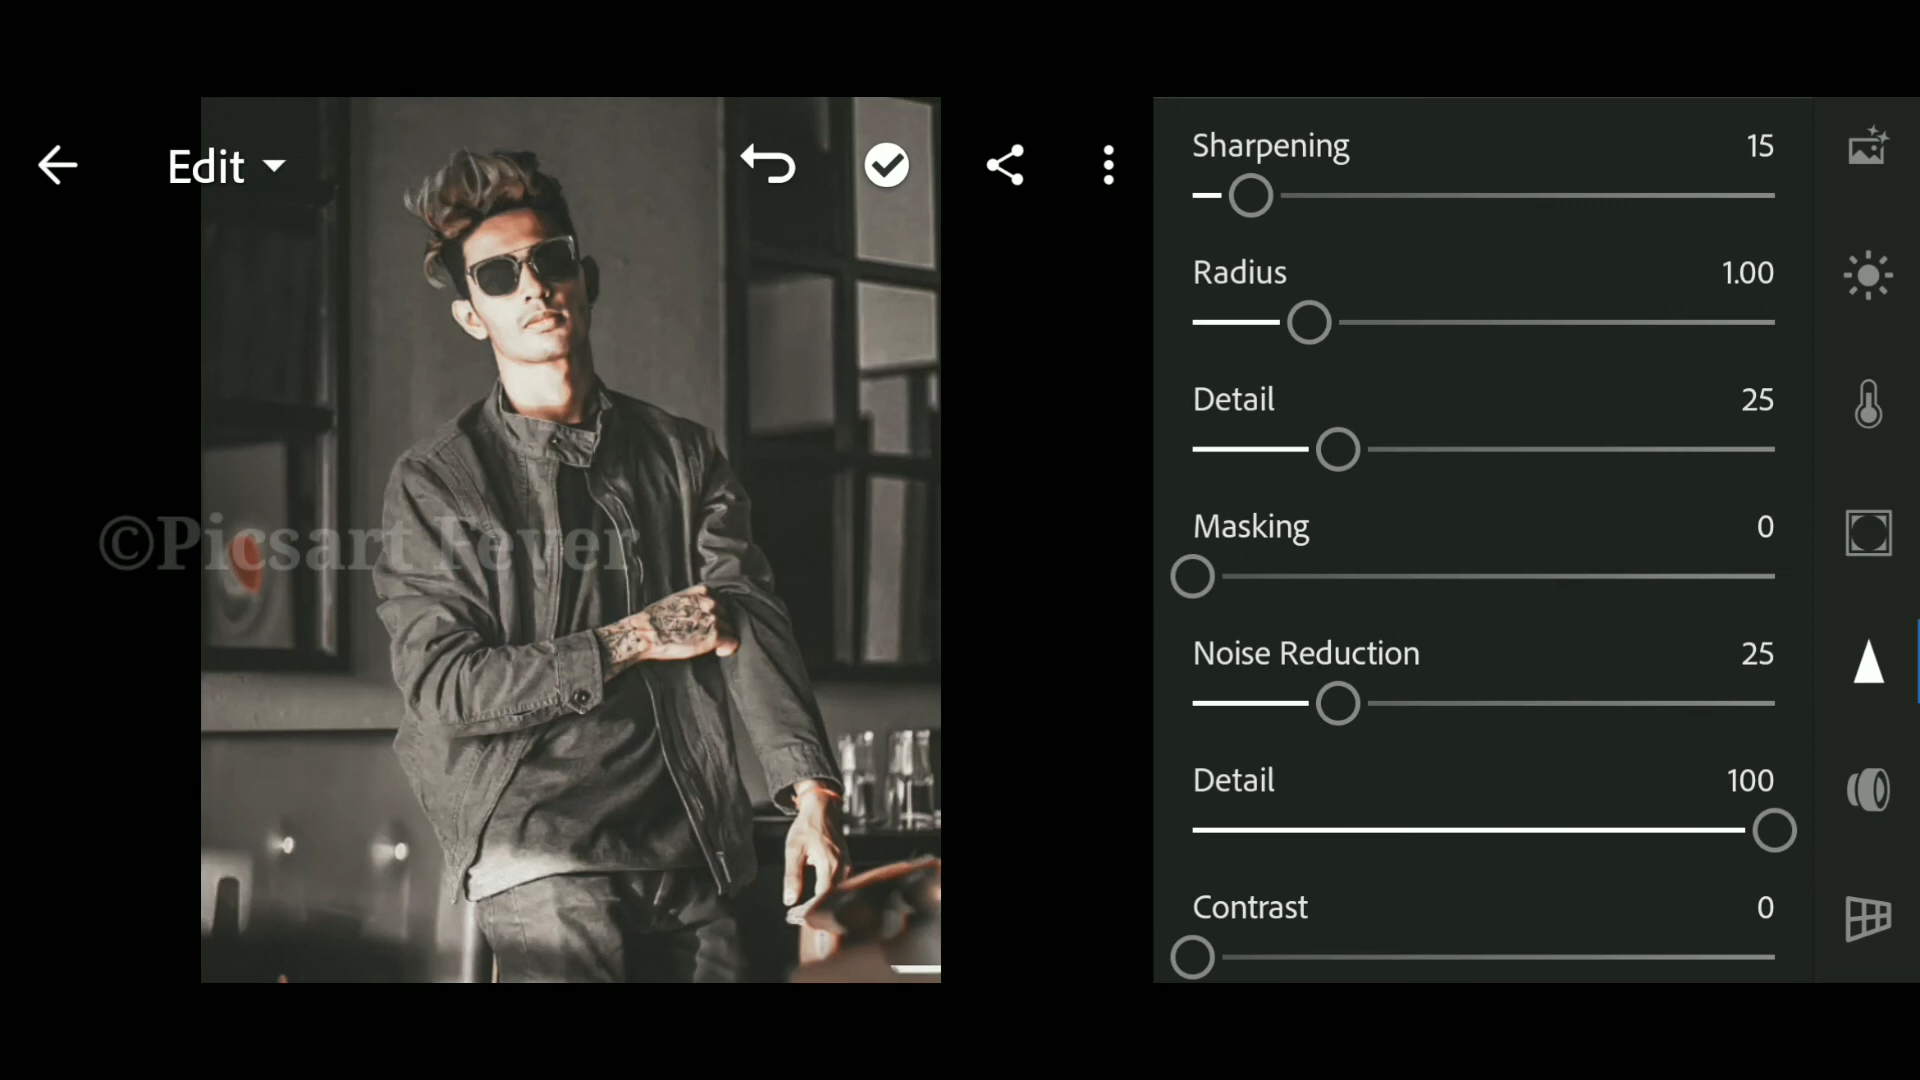 Edit
©Picsart Fever
Sharpening 15
Radius 1.00
Detail 25
Masking 0
Noise Reduction 25
Detail 100
Contrast 0